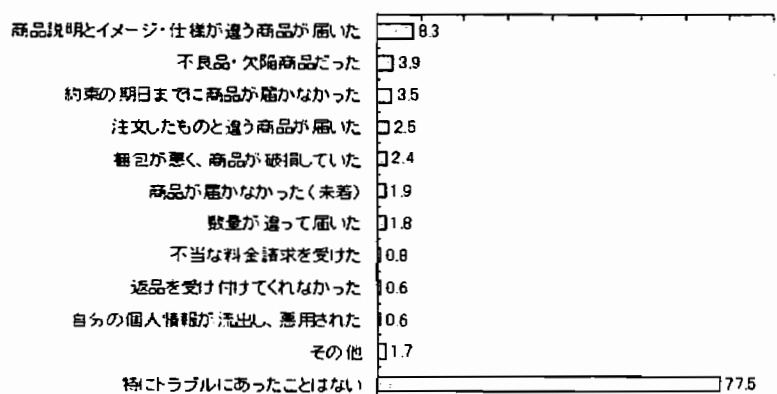 商品説明とイメージ・仕様が違う商品が届いた 8.3
不良品・欠陥商品だった 3.9
約束の期日までに商品が届かなかった 3.5
注文したものと違う商品が届いた 2.5
梱包が悪く、商品が破損していた 2.4
商品が届かなかった(未着) 1.9
数量が違って届いた 1.8
不当な料金請求を受けた 0.8
返品を受け付けてくれなかった 0.6
自分の個人情報が流出し、悪用された 0.6
その他 1.7
特にトラブルにあったことはない 77.5